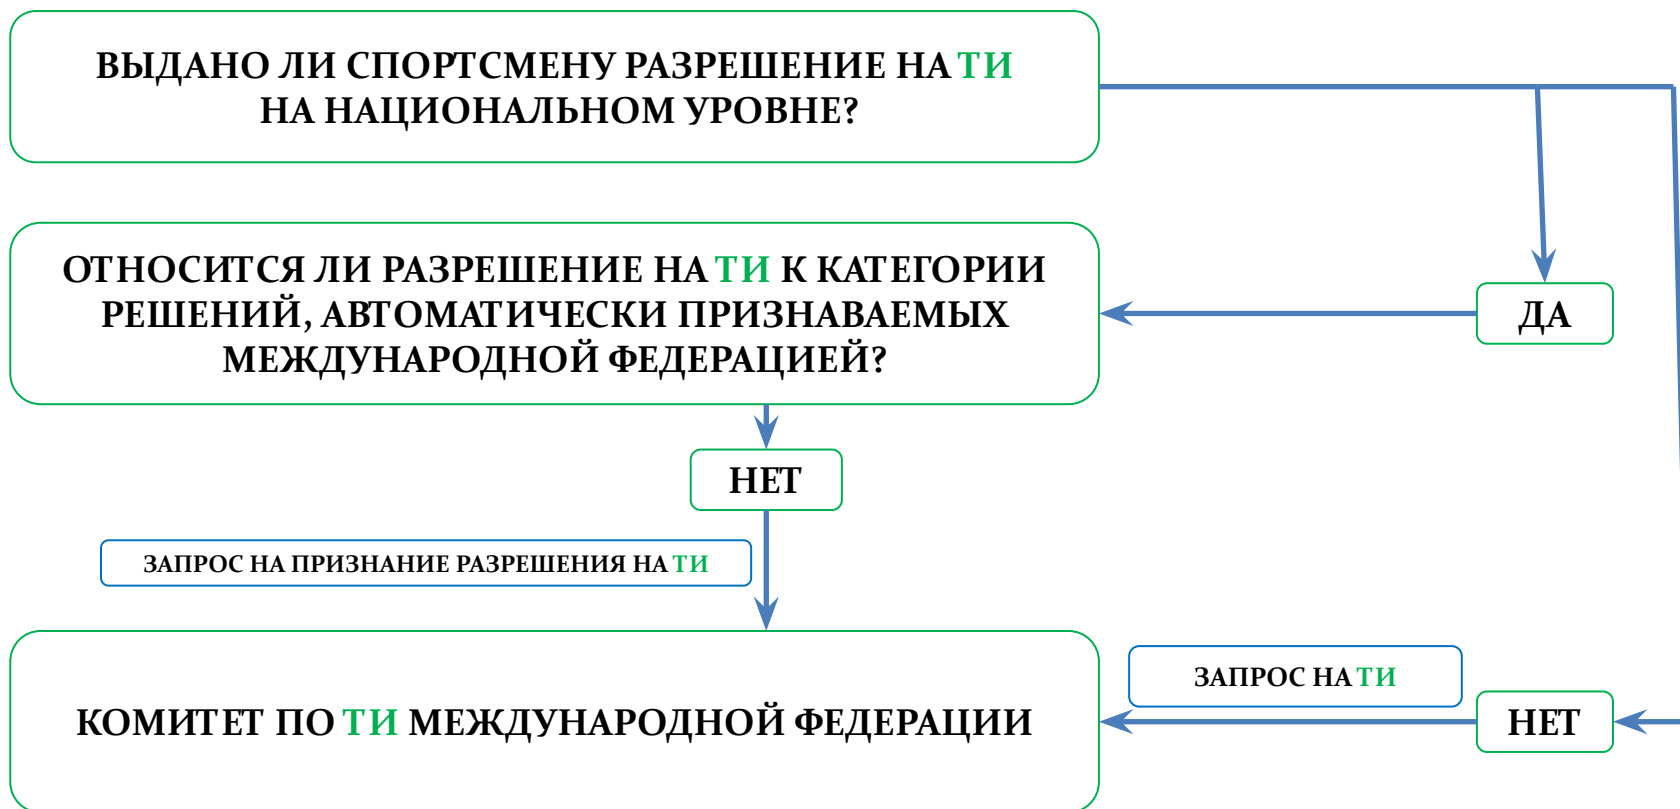 ВЫДАНО ЛИ СПОРТСМЕНУ РАЗРЕШЕНИЕ НА ТИ
НА НАЦИОНАЛЬНОМ УРОВНЕ?
ОТНОСИТСЯ ЛИ РАЗРЕШЕНИЕ НА ТИ К КАТЕГОРИИ
РЕШЕНИЙ, АВТОМАТИЧЕСКИ ПРИЗНАВАЕМЫХ
МЕЖДУНАРОДНОЙ ФЕДЕРАЦИЕЙ?
ДА
НЕТ
ЗАПРОС НА ПРИЗНАНИЕ РАЗРЕШЕНИЯ НА ТИ
ЗАПРОС НА ТИ
КОМИТЕТ ПО ТИ МЕЖДУНАРОДНОЙ ФЕДЕРАЦИИ
НЕТ